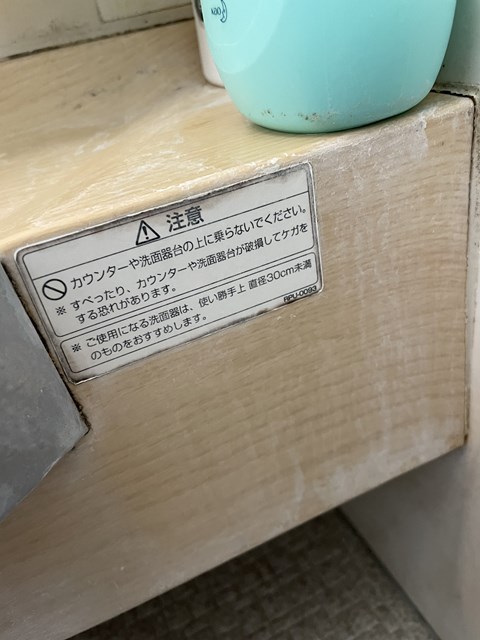 注意
カウンターや洗面器台の上に乗らないでください。
※ すべったり、カウンターや洗面器台が破損してケガを
する恐れがあります。
※ ご使用になる洗面器は、使い勝手上 直径30cm未満
のものをおすすめします。
RPU-0093